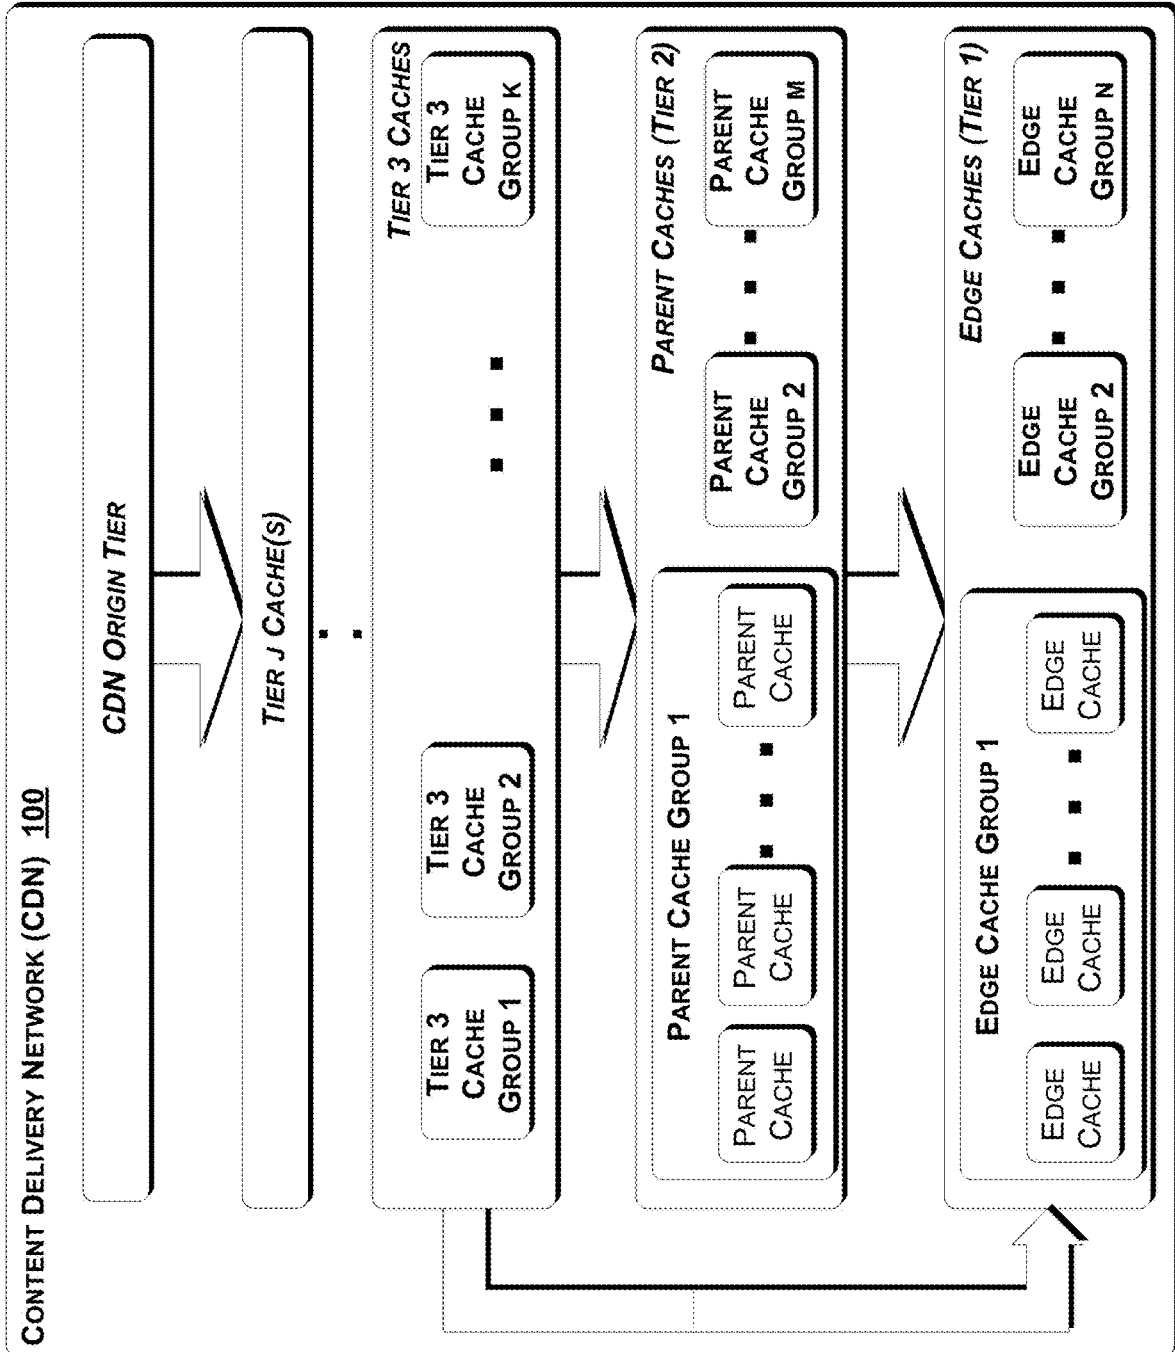 CONTENT DELIVERY NETWORK (CDN) 100
CDN ORIGIN TIER
TIER J CACHE(S)
TIER 3 CACHES
TIER 3
CACHE
GROUP 1
TIER 3
CACHE
GROUP 2
TIER 3
CACHE
GROUP K
PARENT CACHES (TIER 2)
PARENT CACHE GROUP 1
PARENT
CACHE
PARENT
CACHE
PARENT
CACHE
PARENT
CACHE
GROUP 2
PARENT
CACHE
GROUP M
EDGE CACHES (TIER 1)
EDGE CACHE GROUP 1
EDGE
CACHE
EDGE
CACHE
EDGE
CACHE
EDGE
CACHE
GROUP 2
EDGE
CACHE
GROUP N